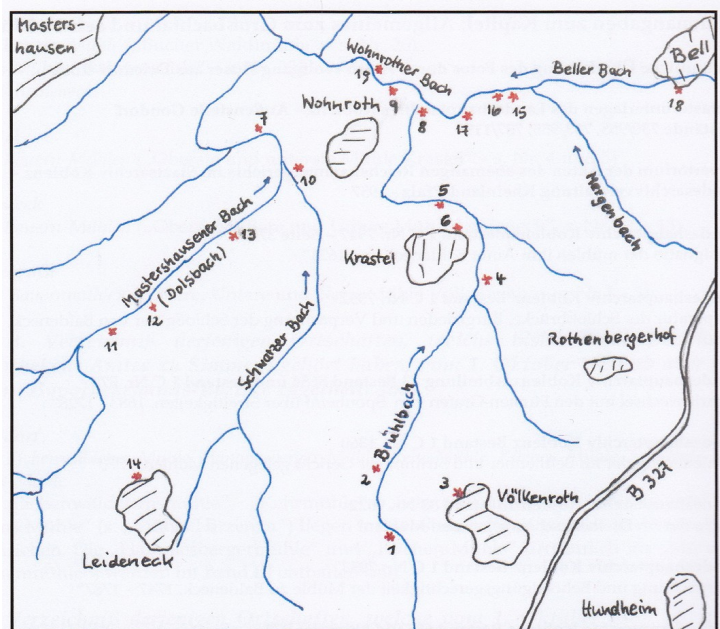 Masters-
hausen
Wohnrother Bach
Beller Bach
Bell
19
9
8
17
16
15
18
Wohnroth
7
10
Margenbach
5
6
Krastel
4
Mastershausener Bach
(Dolsbach)
13
12
11
Schwarzer Bach
Rothenbergerhof
Brühlbach
B 327
14
2
3
Völkenroth
1
Leideneck
Hundheim